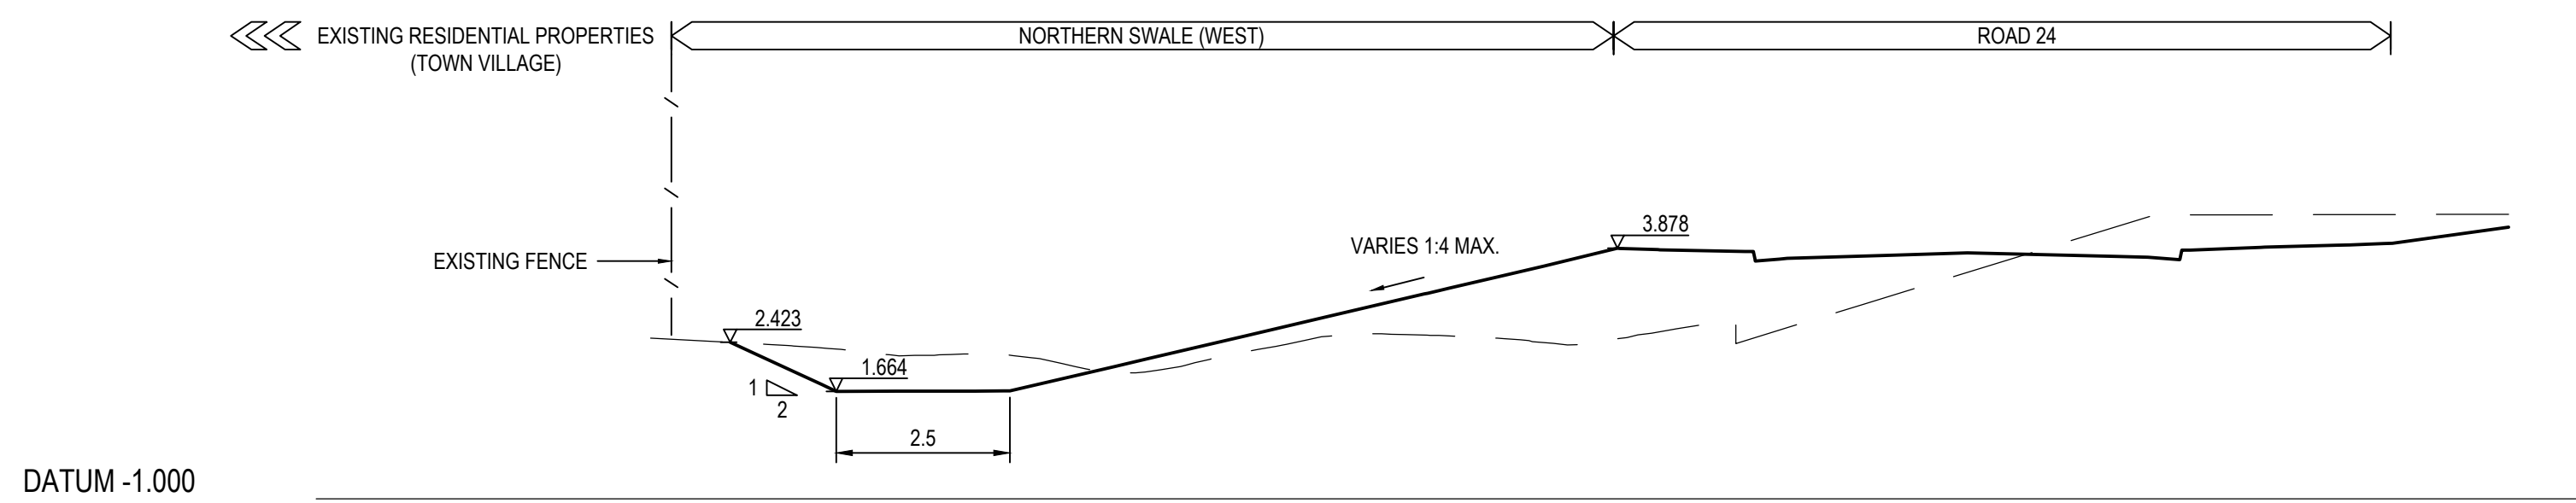 EXISTING RESIDENTIAL PROPERTIES
(TOWN VILLAGE)
NORTHERN SWALE (WEST)
ROAD 24
3.878
VARIES 1:4 MAX.
EXISTING FENCE
2.423
1.664
1
2
2.5
DATUM -1.000